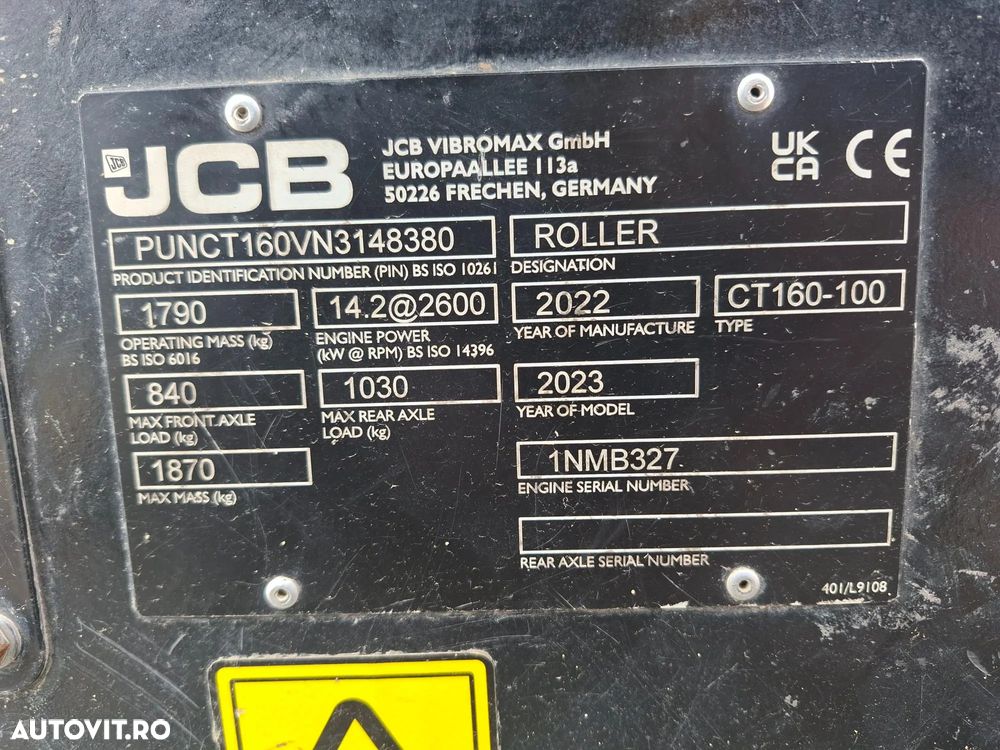 JCB
JCB
JCB VIBROMAX GmbH
EUROPAALLEE 113a
50226 FRECHEN, GERMANY
UK
CA
CE
PUNCT160VN3148380
PRODUCT IDENTIFICATION NUMBER (PIN) BS ISO 10261
ROLLER
DESIGNATION
1790
OPERATING MASS (kg)
BS ISO 6016
14.2@2600
ENGINE POWER
(kW @ RPM) BS ISO 14396
2022
YEAR OF MANUFACTURE
CT160-100
TYPE
840
MAX FRONT AXLE
LOAD (kg)
1030
MAX REAR AXLE
LOAD (kg)
2023
YEAR OF MODEL
1870
MAX MASS (kg)
1NMB327
ENGINE SERIAL NUMBER
REAR AXLE SERIAL NUMBER
401/L9108
AUTOVIT.RO